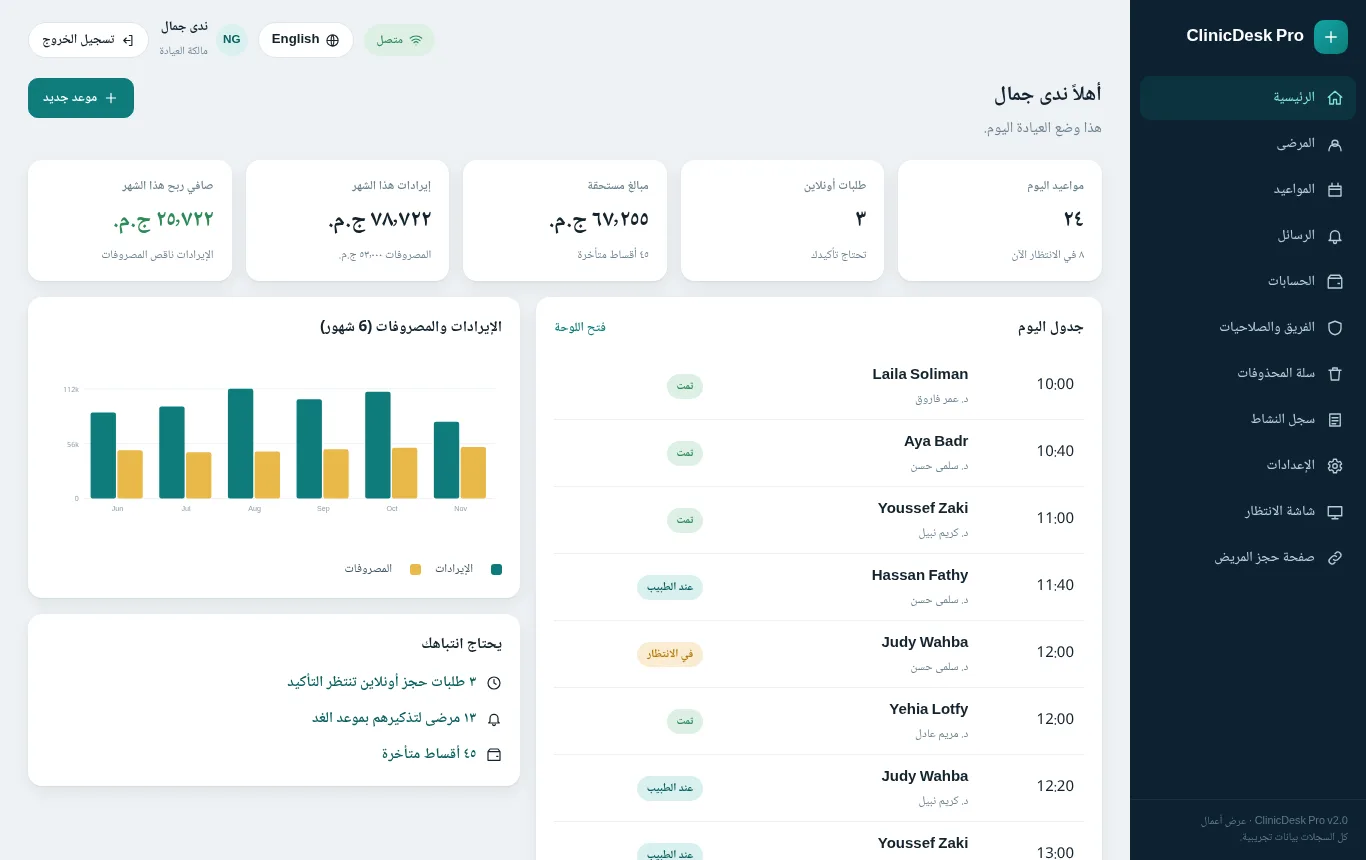 ClinicDesk Pro
الرئيسية
المرضى
المواعيد
الرسائل
الحسابات
الفريق والصلاحيات
سلة المحذوفات
سجل النشاط
الإعدادات
شاشة الانتظار
صفحة حجز المريض
ClinicDesk Pro v2.0 · عرض أعمال
كل السجلات بيانات تجريبية.
متصل
English
NG
ندى جمال
مالكة العيادة
تسجيل الخروج
أهلاً ندى جمال
هذا وضع العيادة اليوم.
موعد جديد
مواعيد اليوم
٢٤
٨ في الانتظار الآن
طلبات أونلاين
٣
تحتاج تأكيدك
مبالغ مستحقة
٦٧,٢٥٥ ج.م.
٤٥ أقساط متأخرة
إيرادات هذا الشهر
٧٨,٧٢٢ ج.م.
المصروفات ٥٣,٠٠٠ ج.م.
صافي ربح هذا الشهر
٢٥,٧٢٢ ج.م.
الإيرادات ناقص المصروفات
جدول اليوم
فتح اللوحة
10:00
Laila Soliman
د. عمر فاروق
تمت
10:40
Aya Badr
د. سلمى حسن
تمت
11:00
Youssef Zaki
د. كريم نبيل
تمت
11:40
Hassan Fathy
د. سلمى حسن
عند الطبيب
12:00
Judy Wahba
د. سلمى حسن
في الانتظار
12:00
Yehia Lotfy
د. مريم عادل
تمت
12:20
Judy Wahba
د. كريم نبيل
عند الطبيب
13:00
Youssef Zaki
عند الطبيب
الإيرادات والمصروفات (6 شهور)
112k
56k
0
Jun
Jul
Aug
Sep
Oct
Nov
الإيرادات
المصروفات
يحتاج انتباهك
٣ طلبات حجز أونلاين تنتظر التأكيد
١٣ مرضى لتذكيرهم بموعد الغد
٤٥ أقساط متأخرة